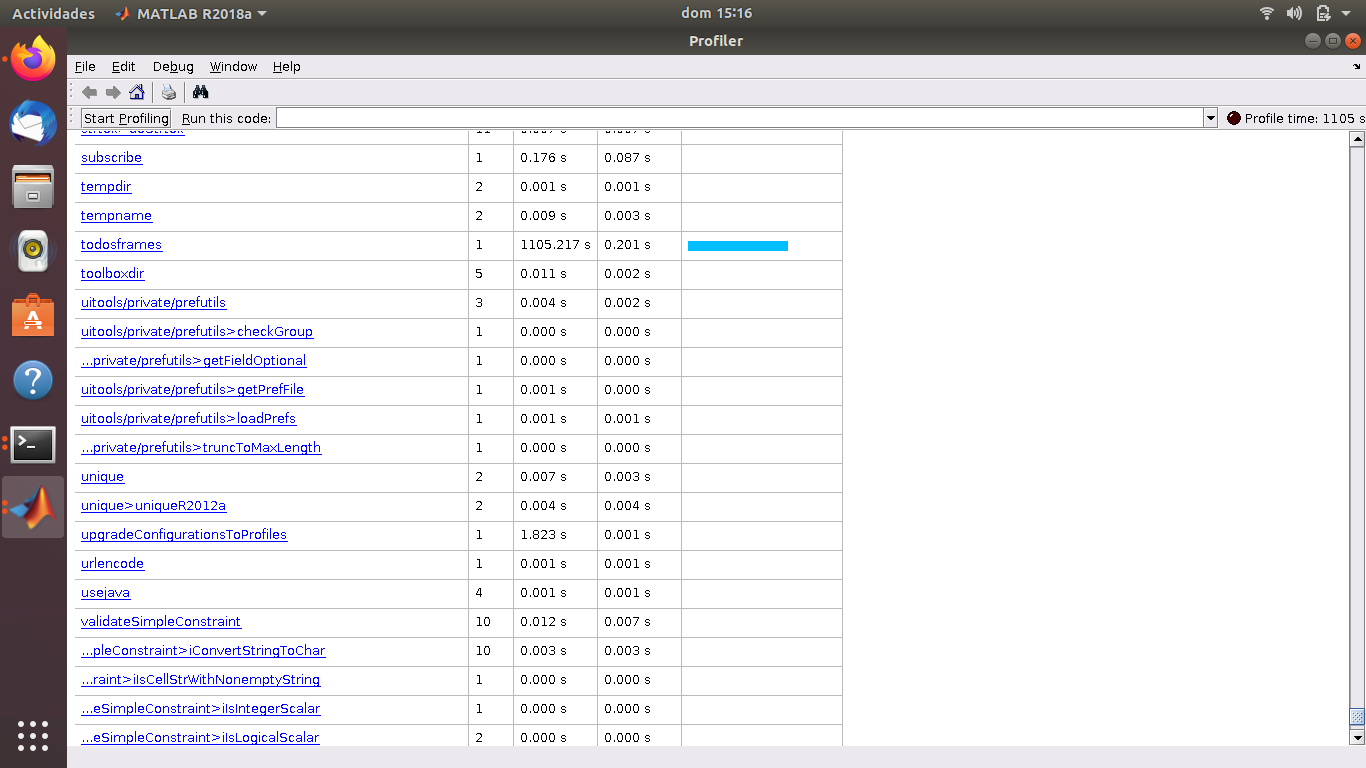 Actividades MATLAB R2018a dom 15:16
Profiler
File Edit Debug Window Help
Start Profiling Run this code: Profile time: 1105 s
subscribe 1 0.176 s 0.087 s
tempdir 2 0.001 s 0.001 s
tempname 2 0.009 s 0.003 s
todosframes 1 1105.217 s 0.201 s
toolboxdir 5 0.011 s 0.002 s
uitools/private/prefutils 3 0.004 s 0.002 s
uitools/private/prefutils>checkGroup 1 0.000 s 0.000 s
...private/prefutils>getFieldOptional 1 0.000 s 0.000 s
uitools/private/prefutils>getPrefFile 1 0.001 s 0.000 s
uitools/private/prefutils>loadPrefs 1 0.001 s 0.001 s
...private/prefutils>truncToMaxLength 1 0.000 s 0.000 s
unique 2 0.007 s 0.003 s
unique>uniqueR2012a 2 0.004 s 0.004 s
upgradeConfigurationsToProfiles 1 1.823 s 0.001 s
urlencode 1 0.001 s 0.001 s
usejava 4 0.001 s 0.001 s
validateSimpleConstraint 10 0.012 s 0.007 s
...pleConstraint>iConvertStringToChar 10 0.003 s 0.003 s
...raint>iIsCellStrWithNonemptyString 1 0.000 s 0.000 s
...eSimpleConstraint>iIsIntegerScalar 1 0.000 s 0.000 s
...eSimpleConstraint>iIsLogicalScalar 2 0.000 s 0.000 s